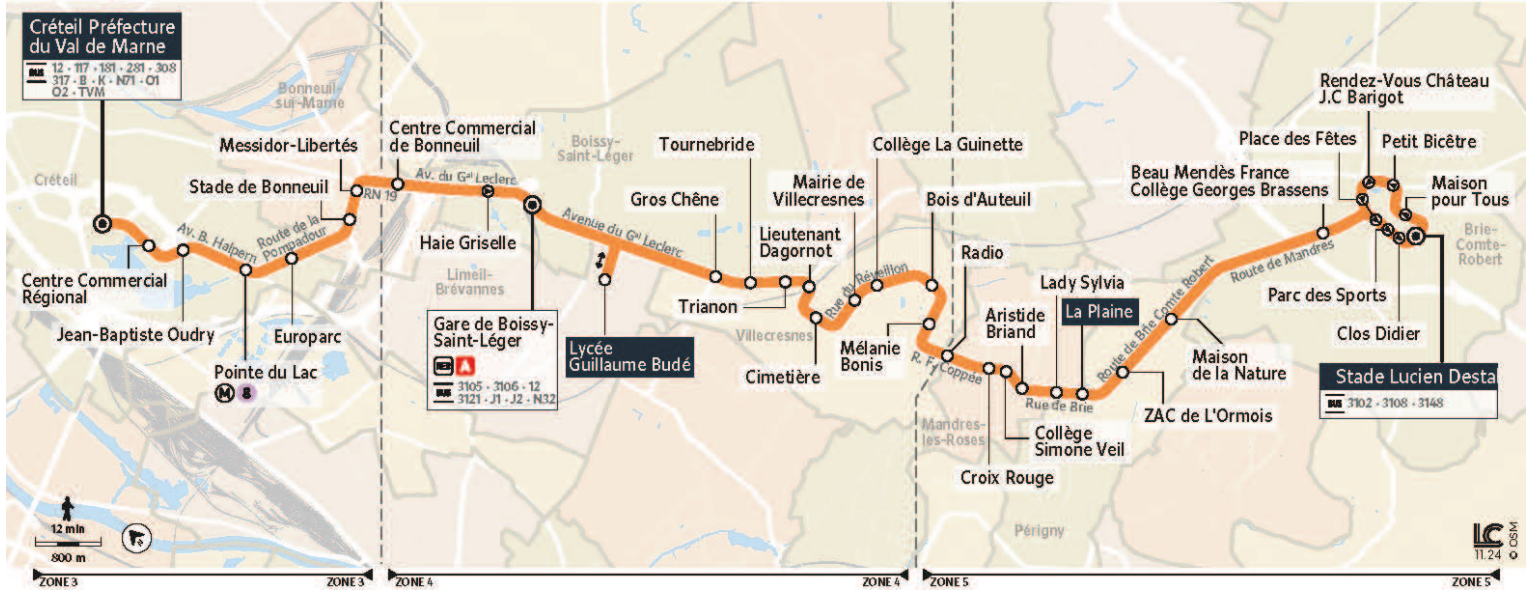 Créteil Préfecture
du Val de Marne
BUS 12 · 117 · 181 · 281 · 308
317 · B · K · N71 · O1
O2 · TVM
Créteil
Centre Commercial
Régional
Jean-Baptiste Oudry
Av. B. Halpern
Pointe du Lac
M 8
Route de la
Pompadour
Europarc
Stade de Bonneuil
Messidor-Libertés
Bonneuil-
sur-Marne
RN 19
Centre Commercial
de Bonneuil
Av. du Gal Leclerc
Haie Griselle
Boissy-
Saint-Léger
Limeil-
Brévannes
Gare de Boissy-
Saint-Léger
RER A
BUS 3105 · 3106 · 12
3121 · J1 · J2 · N32
Avenue du Gal Leclerc
Lycée
Guillaume Budé
Gros Chêne
Tournebride
Trianon
Lieutenant
Dagornot
Villecresnes
Cimetière
Mairie de
Villecresnes
Rue du Réveillon
Collège La Guinette
Bois d'Auteuil
Mélanie
Bonis
Radio
R. F. Coppée
Mandres-
les-Roses
Croix Rouge
Collège
Simone Veil
Aristide
Briand
Rue de Brie
Lady Sylvia
La Plaine
Périgny
ZAC de L'Ormois
Route de Brie Comte Robert
Maison
de la Nature
Route de Mandres
Beau Mendès France
Collège Georges Brassens
Place des Fêtes
Rendez-Vous Château
J.C Barigot
Petit Bicêtre
Maison
pour Tous
Brie-
Comte-
Robert
Parc des Sports
Clos Didier
Stade Lucien Desta
BUS 3102 · 3108 · 3148
12 min
800 m
LC
11.24
© OSM
ZONE 3
ZONE 3
ZONE 4
ZONE 4
ZONE 5
ZONE 5